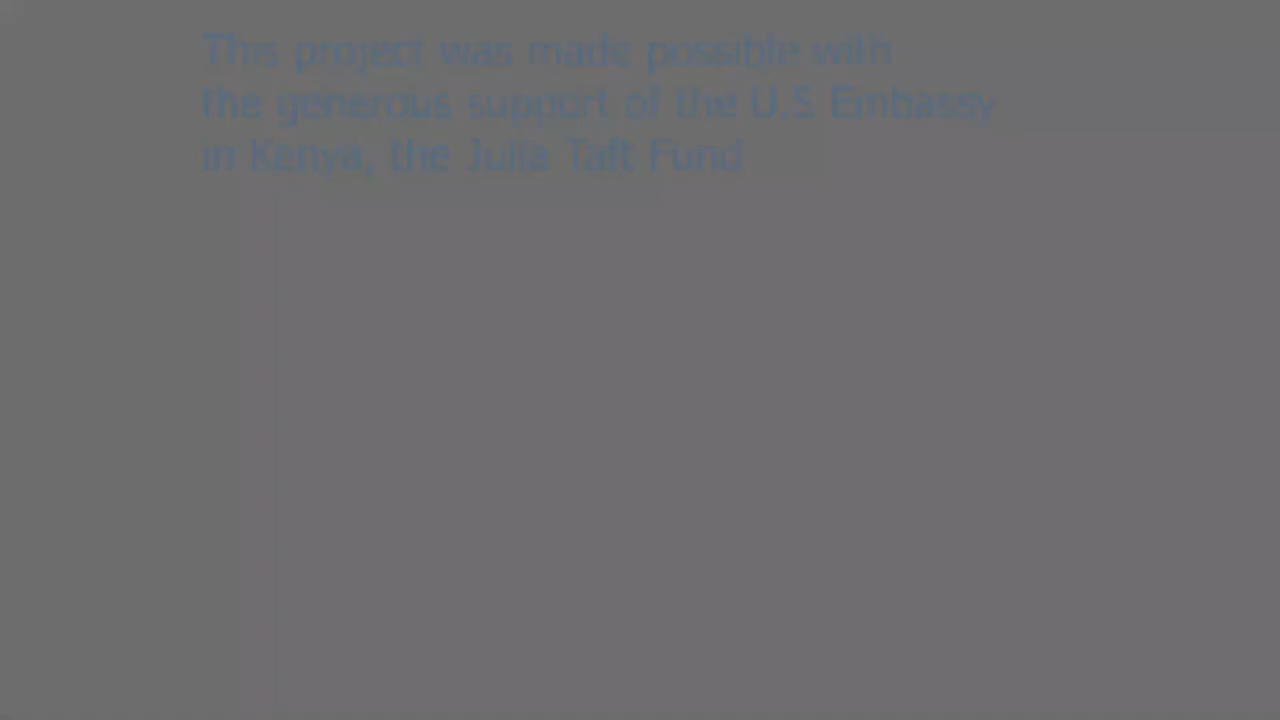 This project was made possible with
the generous support of the U.S Embassy
in Kenya, the Julia Taft Fund